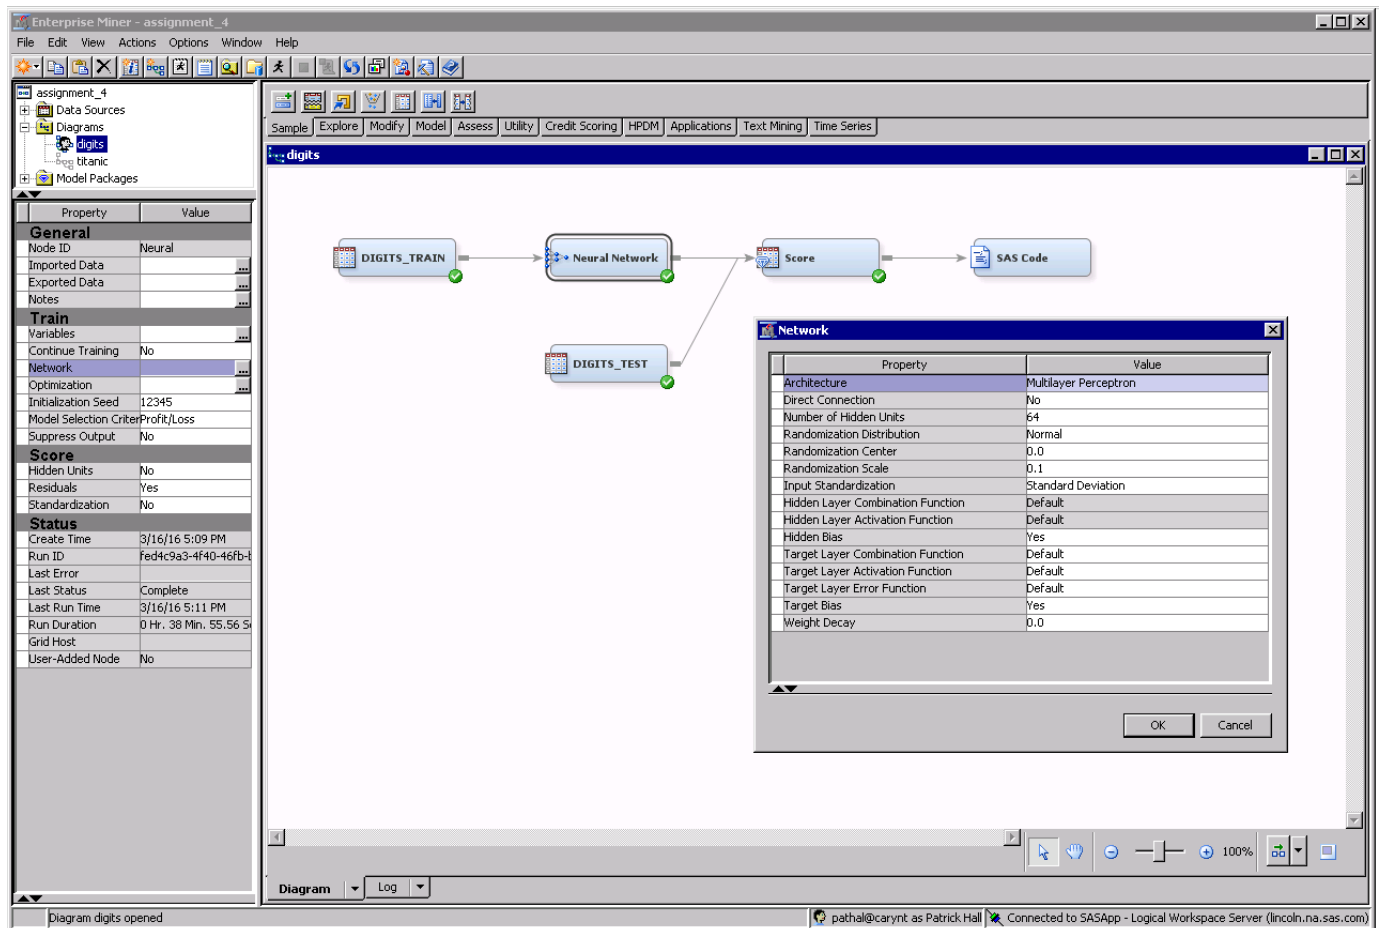 Enterprise Miner - assignment_4
File Edit View Actions Options Window Help
assignment_4
Data Sources
Diagrams
digits
titanic
Model Packages
Property Value
General
Node ID Neural
Imported Data ...
Exported Data ...
Notes ...
Train
Variables ...
Continue Training No
Network ...
Optimization ...
Initialization Seed 12345
Model Selection Criter Profit/Loss
Suppress Output No
Score
Hidden Units No
Residuals Yes
Standardization No
Status
Create Time 3/16/16 5:09 PM
Run ID fed4c9a3-4f40-46fb-b
Last Error
Last Status Complete
Last Run Time 3/16/16 5:11 PM
Run Duration 0 Hr. 38 Min. 55.56 S
Grid Host
User-Added Node No
Sample Explore Modify Model Assess Utility Credit Scoring HPDM Applications Text Mining Time Series
digits
DIGITS_TRAIN
Neural Network
Score
SAS Code
DIGITS_TEST
Network
Property Value
Architecture Multilayer Perceptron
Direct Connection No
Number of Hidden Units 64
Randomization Distribution Normal
Randomization Center 0.0
Randomization Scale 0.1
Input Standardization Standard Deviation
Hidden Layer Combination Function Default
Hidden Layer Activation Function Default
Hidden Bias Yes
Target Layer Combination Function Default
Target Layer Activation Function Default
Target Layer Error Function Default
Target Bias Yes
Weight Decay 0.0
OK Cancel
100%
Diagram Log
Diagram digits opened
pathal@carynt as Patrick Hall
Connected to SASApp - Logical Workspace Server (lincoln.na.sas.com)